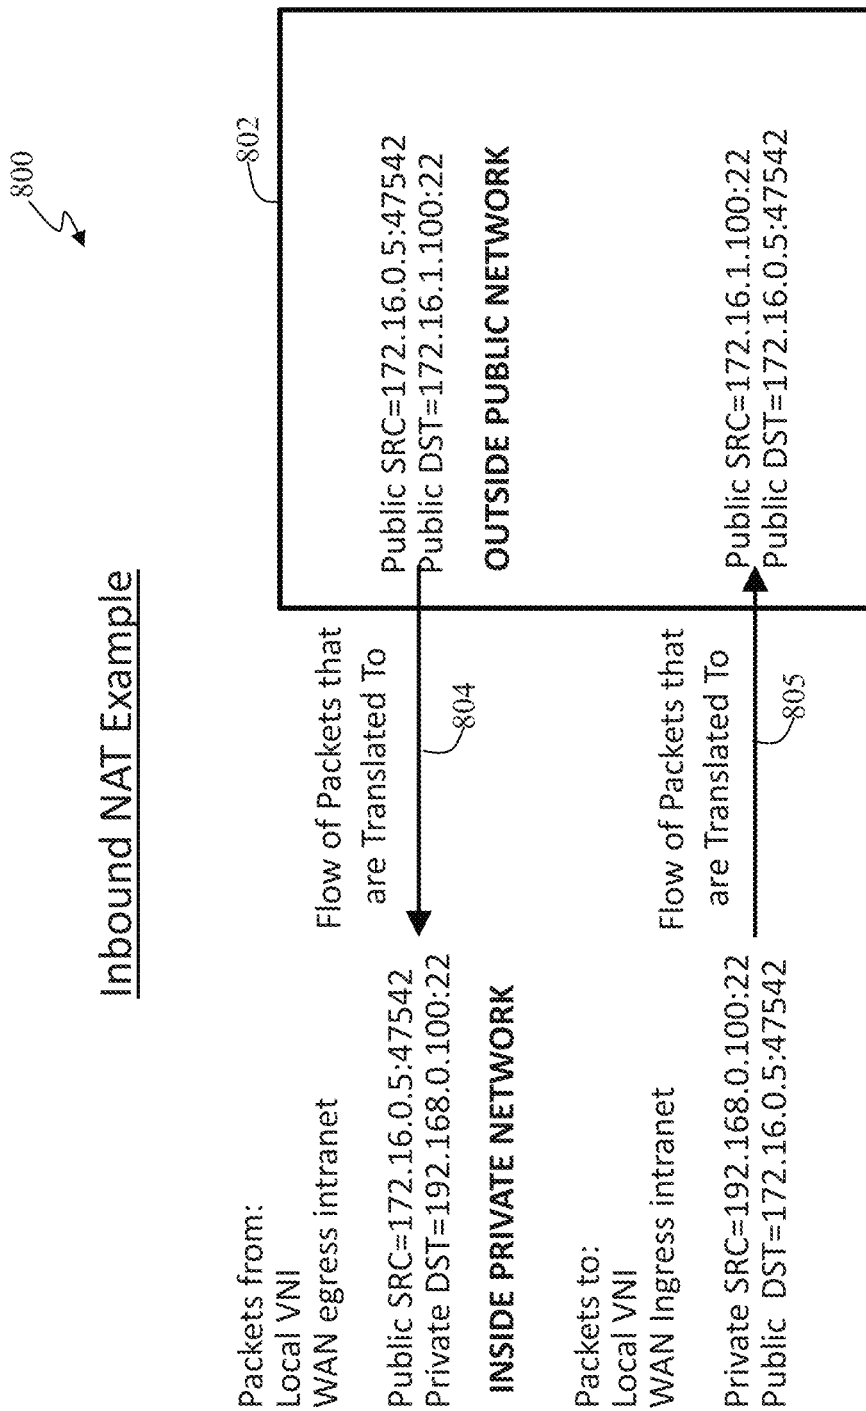 800
Inbound NAT Example
802
Packets from:
Local VNI
WAN egress intranet
Public SRC=172.16.0.5:47542
Private DST=192.168.0.100:22
INSIDE PRIVATE NETWORK
Flow of Packets that
are Translated To
804
Public SRC=172.16.0.5:47542
Public DST=172.16.1.100:22
OUTSIDE PUBLIC NETWORK
Packets to:
Local VNI
WAN Ingress intranet
Private SRC=192.168.0.100:22
Public DST=172.16.0.5:47542
Flow of Packets that
are Translated To
805
Public SRC=172.16.1.100:22
Public DST=172.16.0.5:47542